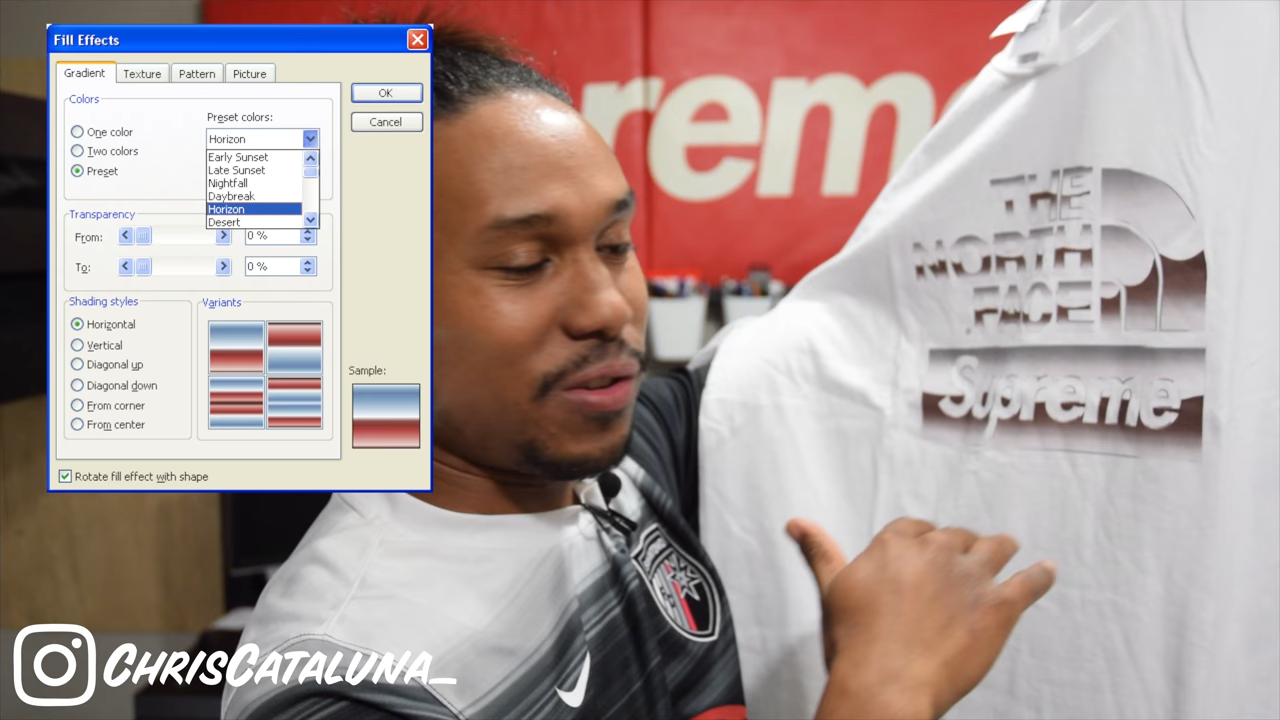 Fill Effects
Gradient
Texture
Pattern
Picture
Colors
One color
Two colors
Preset
Preset colors:
Horizon
Early Sunset
Late Sunset
Nightfall
Daybreak
Horizon
Desert
OK
Cancel
Transparency
From:
0 %
To:
0 %
Shading styles
Horizontal
Vertical
Diagonal up
Diagonal down
From corner
From center
Variants
Sample:
Rotate fill effect with shape
reme
THE
NORTH
FACE
Supreme
CHRISCATALUNA_